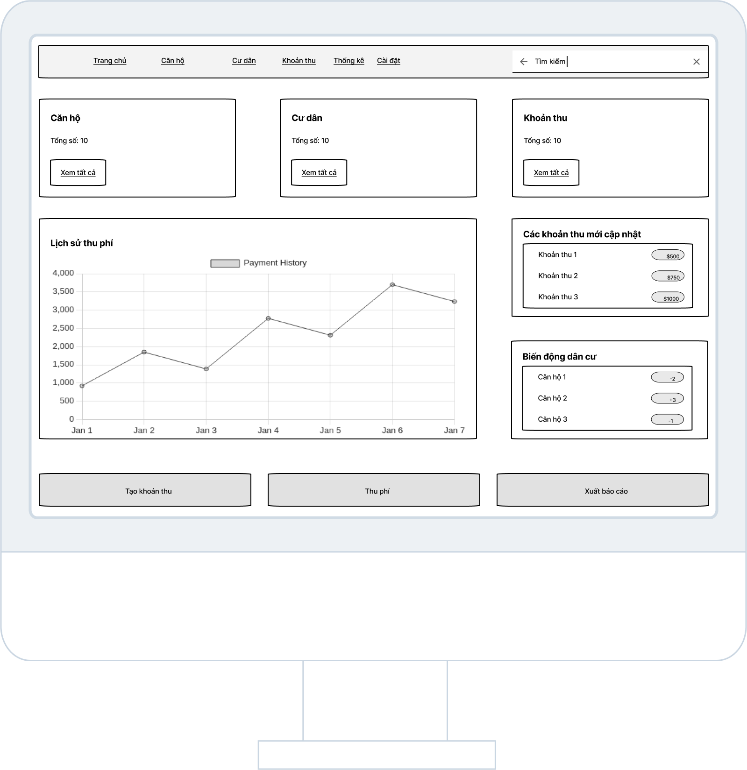 Trang chủ Căn hộ Cư dân Khoản thu Thống kê Cài đặt Tìm kiếm
Căn hộ
Tổng số: 10
Xem tất cả
Cư dân
Tổng số: 10
Xem tất cả
Khoản thu
Tổng số: 10
Xem tất cả
Lịch sử thu phí
Payment History
4,000
3,500
3,000
2,500
2,000
1,500
1,000
500
0
Jan 1 Jan 2 Jan 3 Jan 4 Jan 5 Jan 6 Jan 7
Các khoản thu mới cập nhật
Khoản thu 1 $500
Khoản thu 2 $750
Khoản thu 3 $1000
Biến động dân cư
Căn hộ 1 -2
Căn hộ 2 +3
Căn hộ 3 -1
Tạo khoản thu
Thu phí
Xuất báo cáo